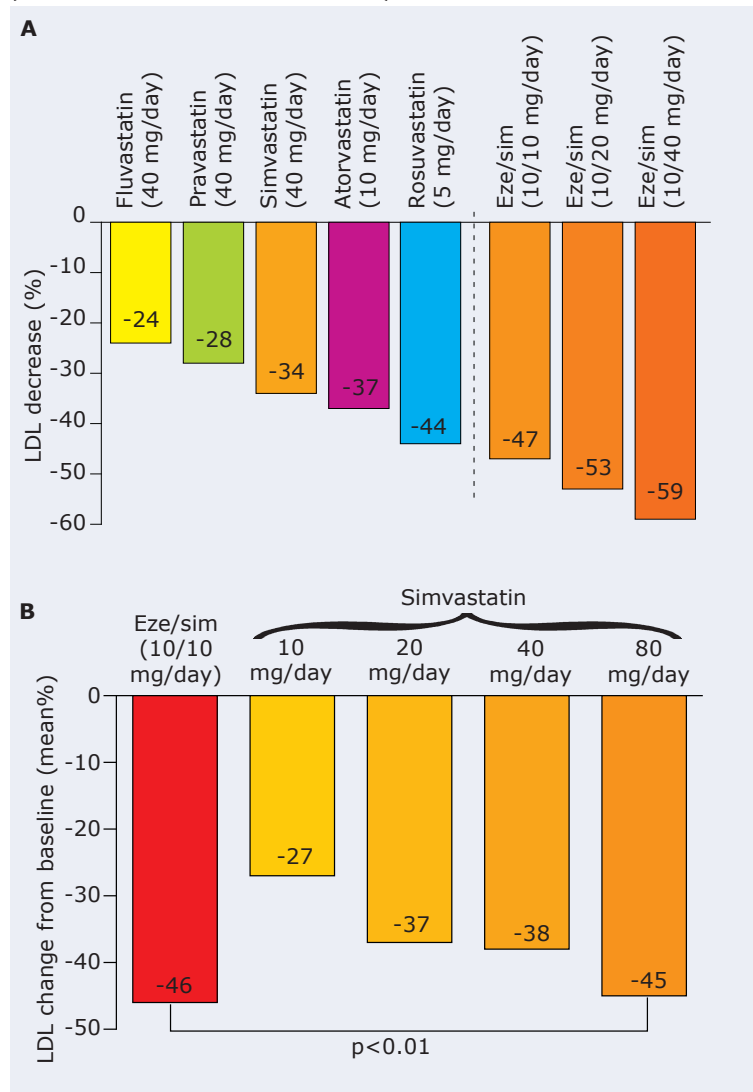 A
Fluvastatin
(40 mg/day)
Pravastatin
(40 mg/day)
Simvastatin
(40 mg/day)
Atorvastatin
(10 mg/day)
Rosuvastatin
(5 mg/day)
Eze/sim
(10/10 mg/day)
Eze/sim
(10/20 mg/day)
Eze/sim
(10/40 mg/day)
LDL decrease (%)
0
-10
-20
-30
-40
-50
-60
-24
-28
-34
-37
-44
-47
-53
-59
B
Simvastatin
Eze/sim
(10/10
mg/day)
10
mg/day
20
mg/day
40
mg/day
80
mg/day
LDL change from baseline (mean%)
0
-10
-20
-30
-40
-50
-46
-27
-37
-38
-45
p<0.01